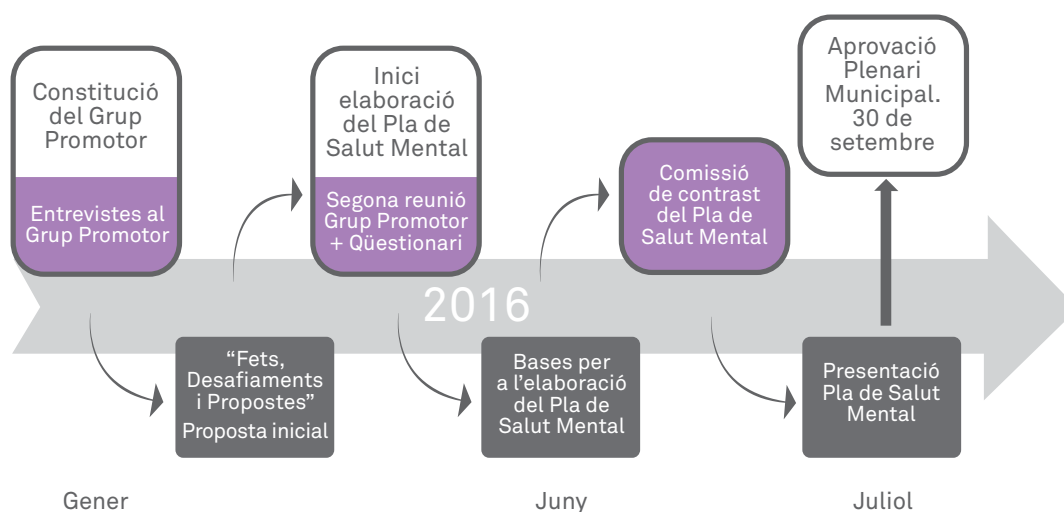 Constitució
del Grup
Promotor
Entrevistes al
Grup Promotor
“Fets,
Desafiaments
i Propostes”
Proposta inicial
Inici
elaboració
del Pla de
Salut Mental
Segona reunió
Grup Promotor
+ Qüestionari
2016
Bases per
a l’elaboració
del Pla de
Salut Mental
Comissió
de contrast
del Pla de
Salut Mental
Presentació
Pla de Salut
Mental
Aprovació
Plenari
Municipal.
30 de
setembre
Gener
Juny
Juliol